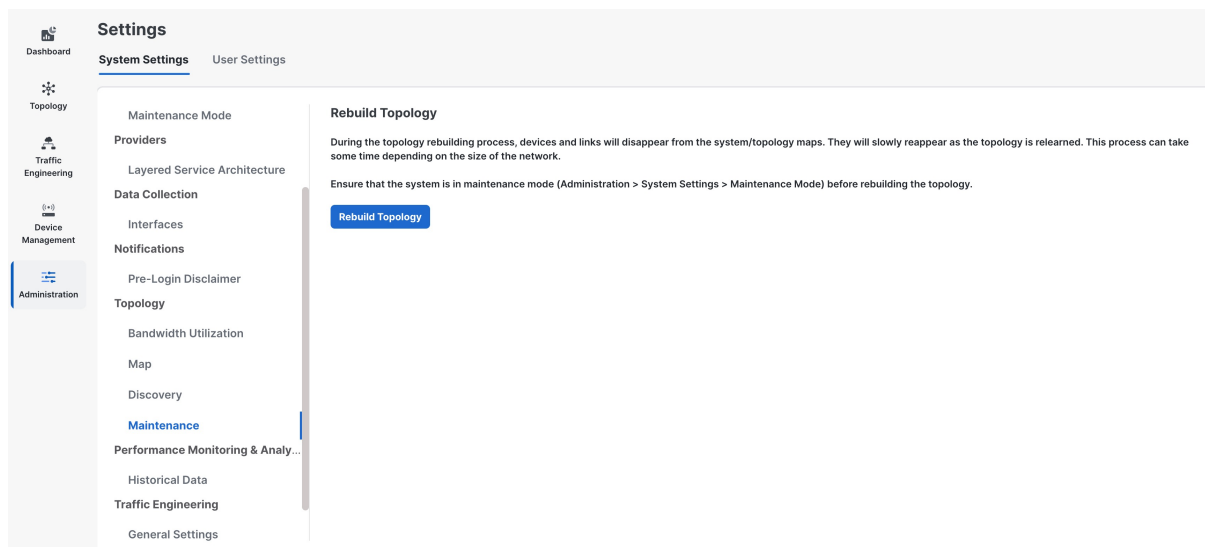 Settings
System Settings
User Settings
Dashboard
Topology
Traffic
Engineering
Device
Management
Administration
Maintenance Mode
Providers
Layered Service Architecture
Data Collection
Interfaces
Notifications
Pre-Login Disclaimer
Topology
Bandwidth Utilization
Map
Discovery
Maintenance
Performance Monitoring & Analy...
Historical Data
Traffic Engineering
General Settings
Rebuild Topology
During the topology rebuilding process, devices and links will disappear from the system/topology maps. They will slowly reappear as the topology is relearned. This process can take
some time depending on the size of the network.
Ensure that the system is in maintenance mode (Administration > System Settings > Maintenance Mode) before rebuilding the topology.
Rebuild Topology